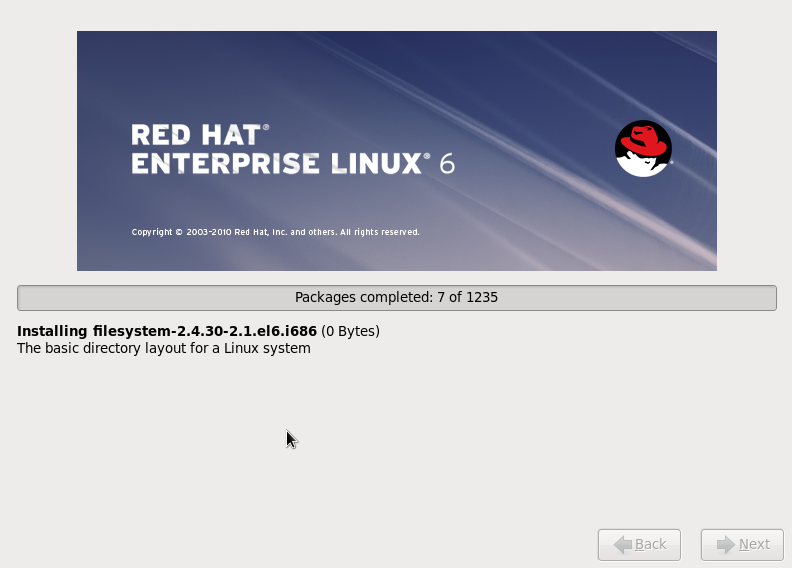 RED HAT®
ENTERPRISE LINUX® 6
Copyright © 2003-2010 Red Hat, Inc. and others. All rights reserved.
Packages completed: 7 of 1235
Installing filesystem-2.4.30-2.1.el6.i686 (0 Bytes)
The basic directory layout for a Linux system
Back Next